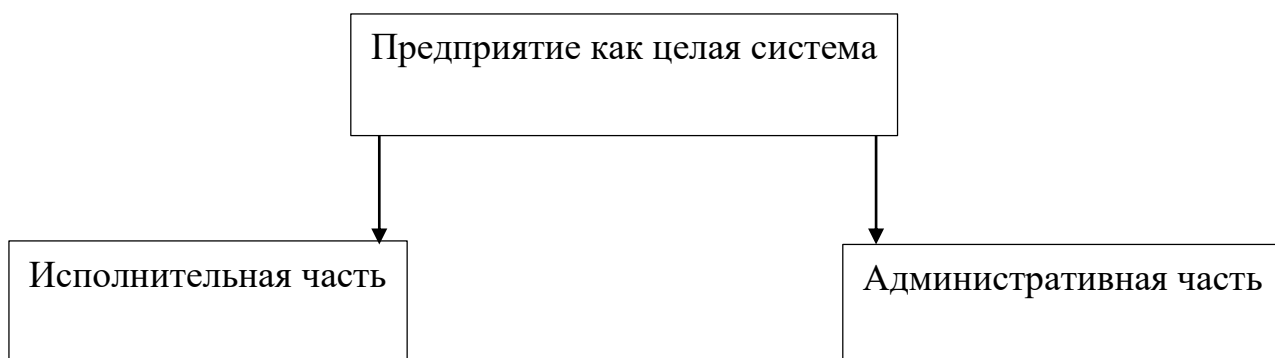 Предприятие как целая система
Исполнительная часть
Административная часть